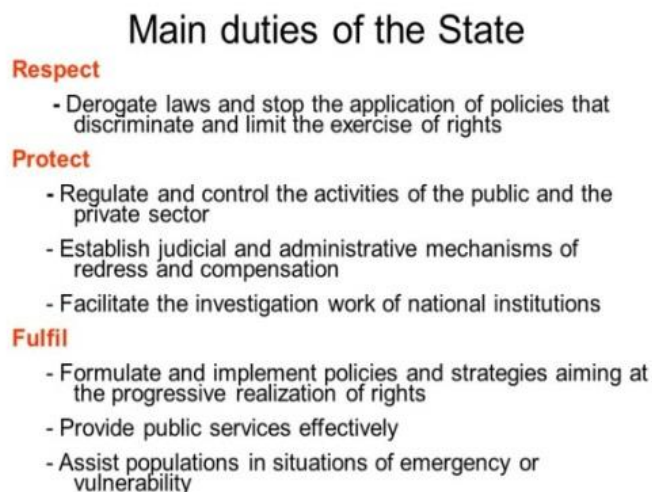 Main duties of the State
Respect
- Derogate laws and stop the application of policies that
discriminate and limit the exercise of rights
Protect
- Regulate and control the activities of the public and the
private sector
- Establish judicial and administrative mechanisms of
redress and compensation
- Facilitate the investigation work of national institutions
Fulfil
- Formulate and implement policies and strategies aiming at
the progressive realization of rights
- Provide public services effectively
- Assist populations in situations of emergency or
vulnerability